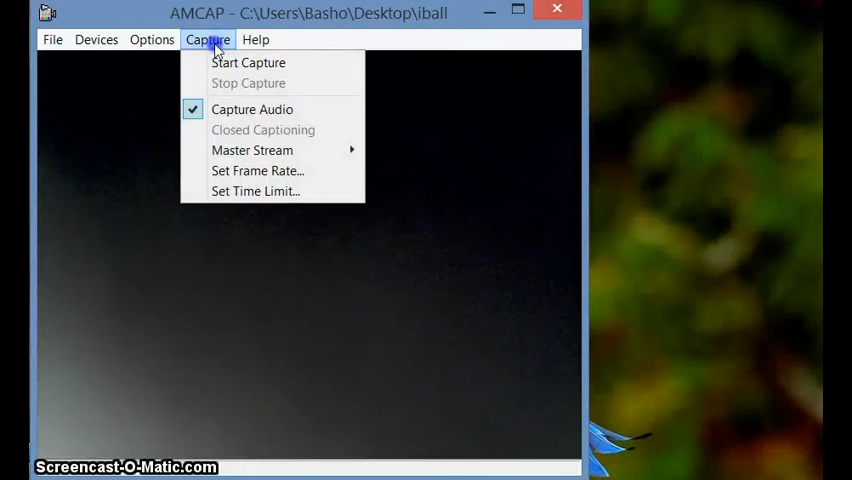 AMCAP - C:\Users\Basho\Desktop\iball
File Devices Options Capture Help
Start Capture
Stop Capture
Capture Audio
Closed Captioning
Master Stream
Set Frame Rate...
Set Time Limit...
Screencast-O-Matic.com